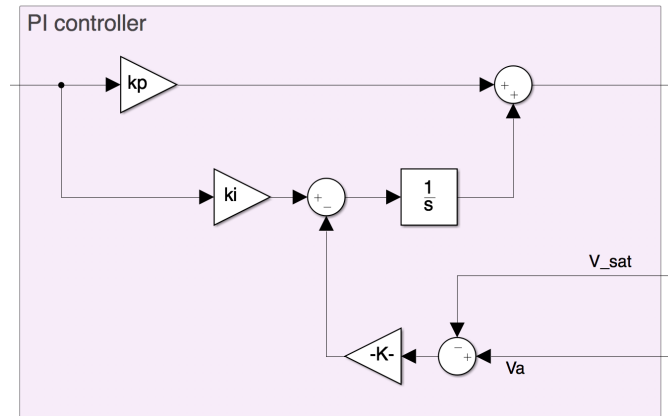 PI controller
kp
+
+
ki
+
−
1
s
V_sat
−
+
-K-
Va